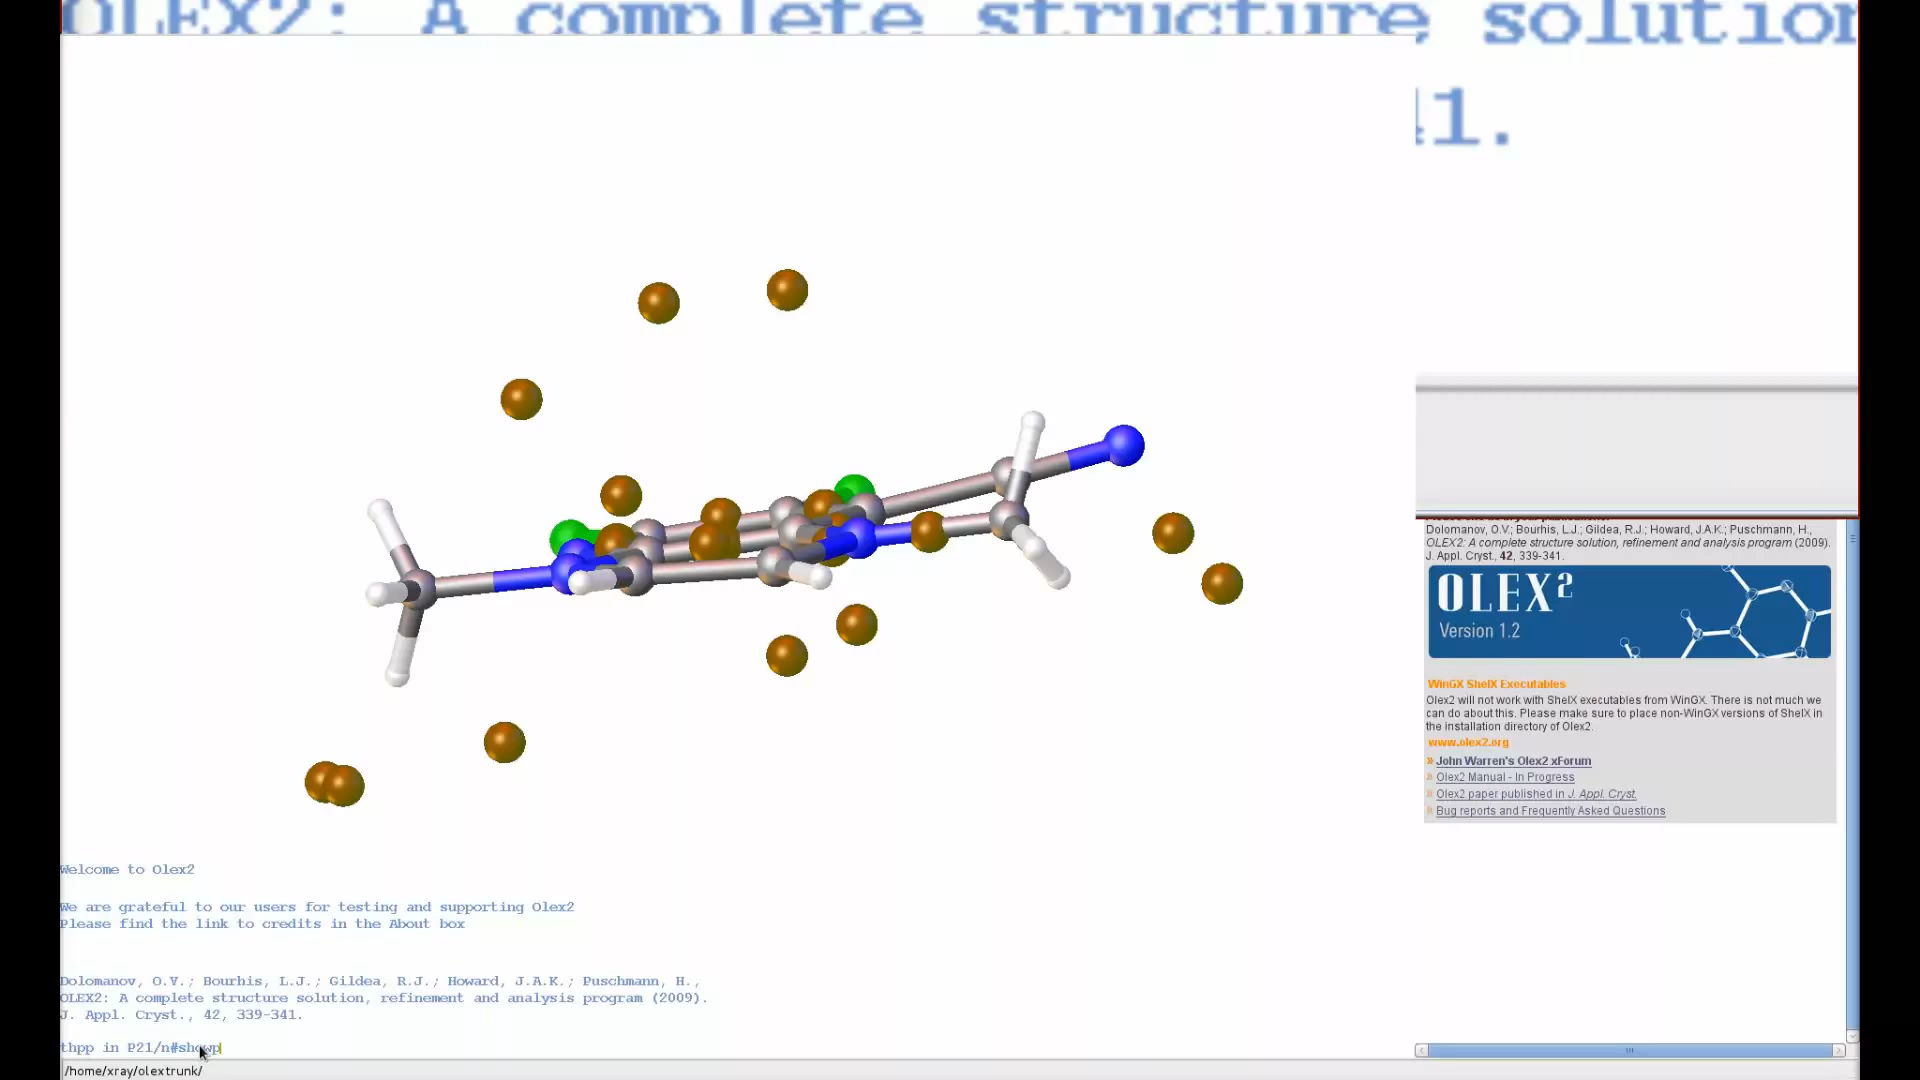 OLEX2: A complete structure solution
41.
Dolomanov, O.V.; Bourhis, L.J.; Gildea, R.J.; Howard, J.A.K.; Puschmann, H.,
OLEX2: A complete structure solution, refinement and analysis program (2009).
J. Appl. Cryst., 42, 339-341.
OLEX2
Version 1.2
WinGX ShelX Executables
Olex2 will not work with ShelX executables from WinGX. There is not much we
can do about this. Please make sure to place non-WinGX versions of ShelX in
the installation directory of Olex2.
www.olex2.org
» John Warren's Olex2 xForum
» Olex2 Manual - In Progress
» Olex2 paper published in J. Appl. Cryst.
» Bug reports and Frequently Asked Questions
Welcome to Olex2
We are grateful to our users for testing and supporting Olex2
Please find the link to credits in the About box
Dolomanov, O.V.; Bourhis, L.J.; Gildea, R.J.; Howard, J.A.K.; Puschmann, H.,
OLEX2: A complete structure solution, refinement and analysis program (2009).
J. Appl. Cryst., 42, 339-341.
thpp in P21/n#showp
/home/xray/olextrunk/